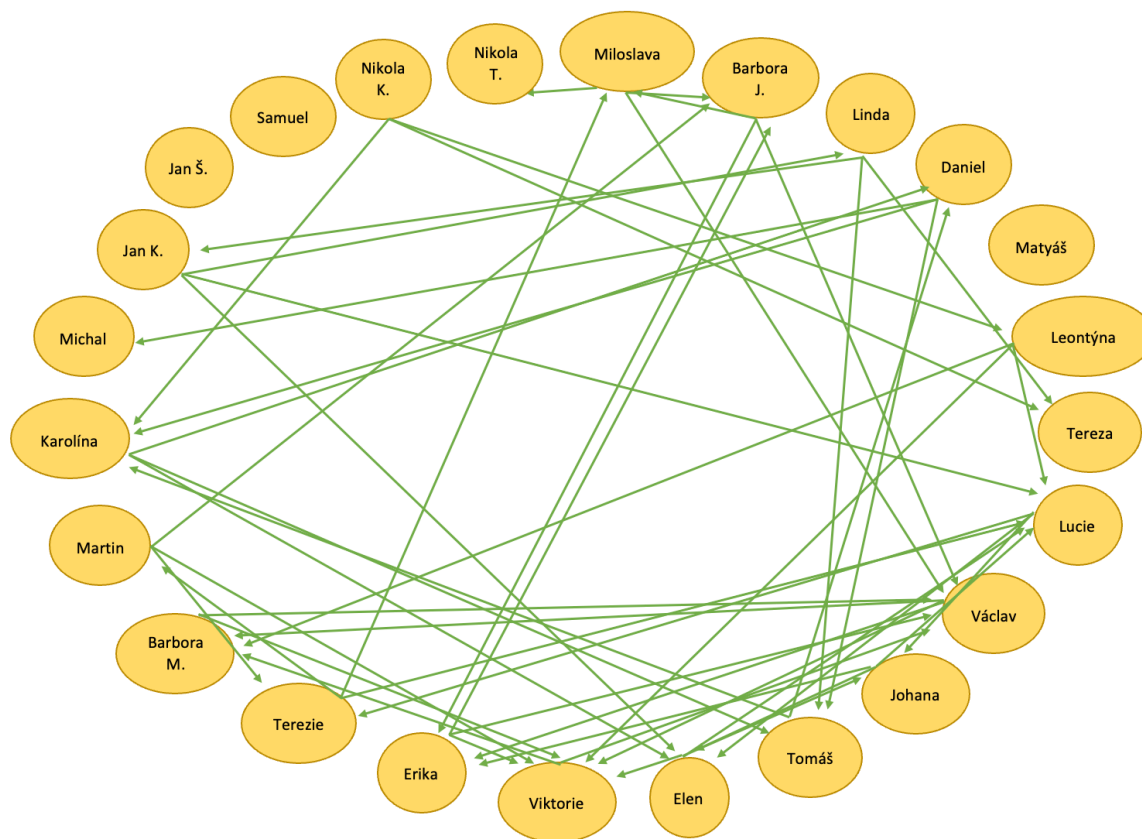 Nikola
T.
Miloslava
Barbora
J.
Nikola
K.
Linda
Samuel
Daniel
Jan Š.
Matyáš
Jan K.
Michal
Leontýna
Karolína
Tereza
Martin
Lucie
Václav
Barbora
M.
Johana
Terezie
Tomáš
Erika
Viktorie
Elen